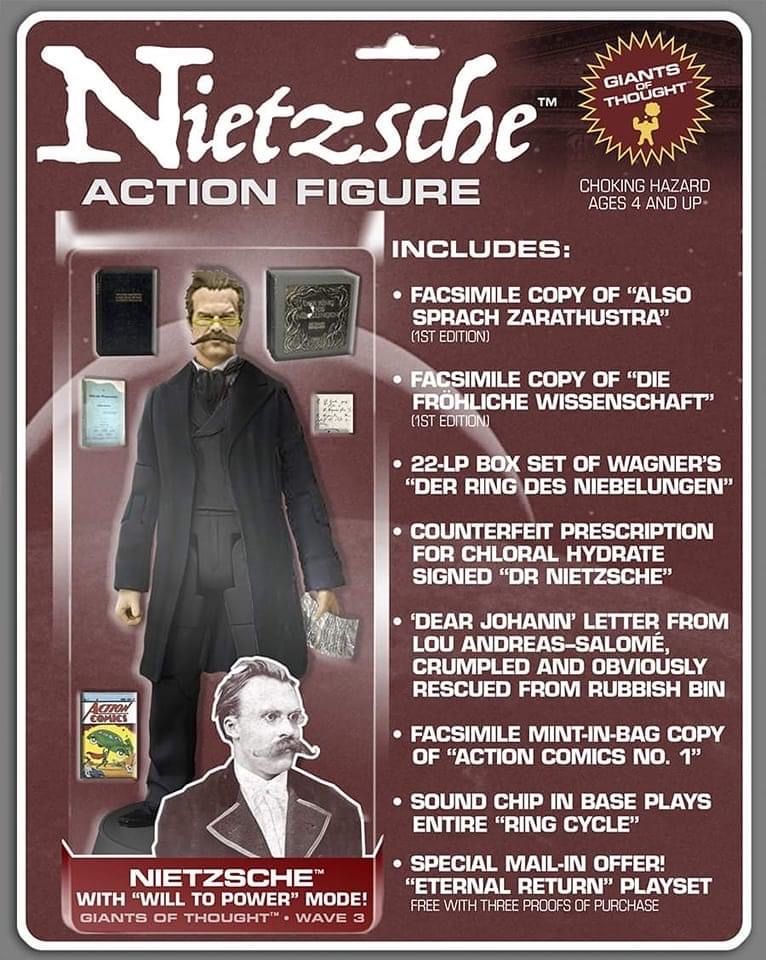 Nietzsche™
ACTION FIGURE
GIANTS
OF
THOUGHT™
CHOKING HAZARD
AGES 4 AND UP
INCLUDES:
• FACSIMILE COPY OF “ALSO
SPRACH ZARATHUSTRA”
(1ST EDITION)
• FACSIMILE COPY OF “DIE
FRÖHLICHE WISSENSCHAFT”
(1ST EDITION)
• 22-LP BOX SET OF WAGNER’S
“DER RING DES NIEBELUNGEN”
• COUNTERFEIT PRESCRIPTION
FOR CHLORAL HYDRATE
SIGNED “DR NIETZSCHE”
• ‘DEAR JOHANN’ LETTER FROM
LOU ANDREAS-SALOMÉ,
CRUMPLED AND OBVIOUSLY
RESCUED FROM RUBBISH BIN
• FACSIMILE MINT-IN-BAG COPY
OF “ACTION COMICS NO. 1”
• SOUND CHIP IN BASE PLAYS
ENTIRE “RING CYCLE”
• SPECIAL MAIL-IN OFFER!
“ETERNAL RETURN” PLAYSET
FREE WITH THREE PROOFS OF PURCHASE
ACTION
COMICS
NIETZSCHE™
WITH “WILL TO POWER” MODE!
GIANTS OF THOUGHT™ • WAVE 3